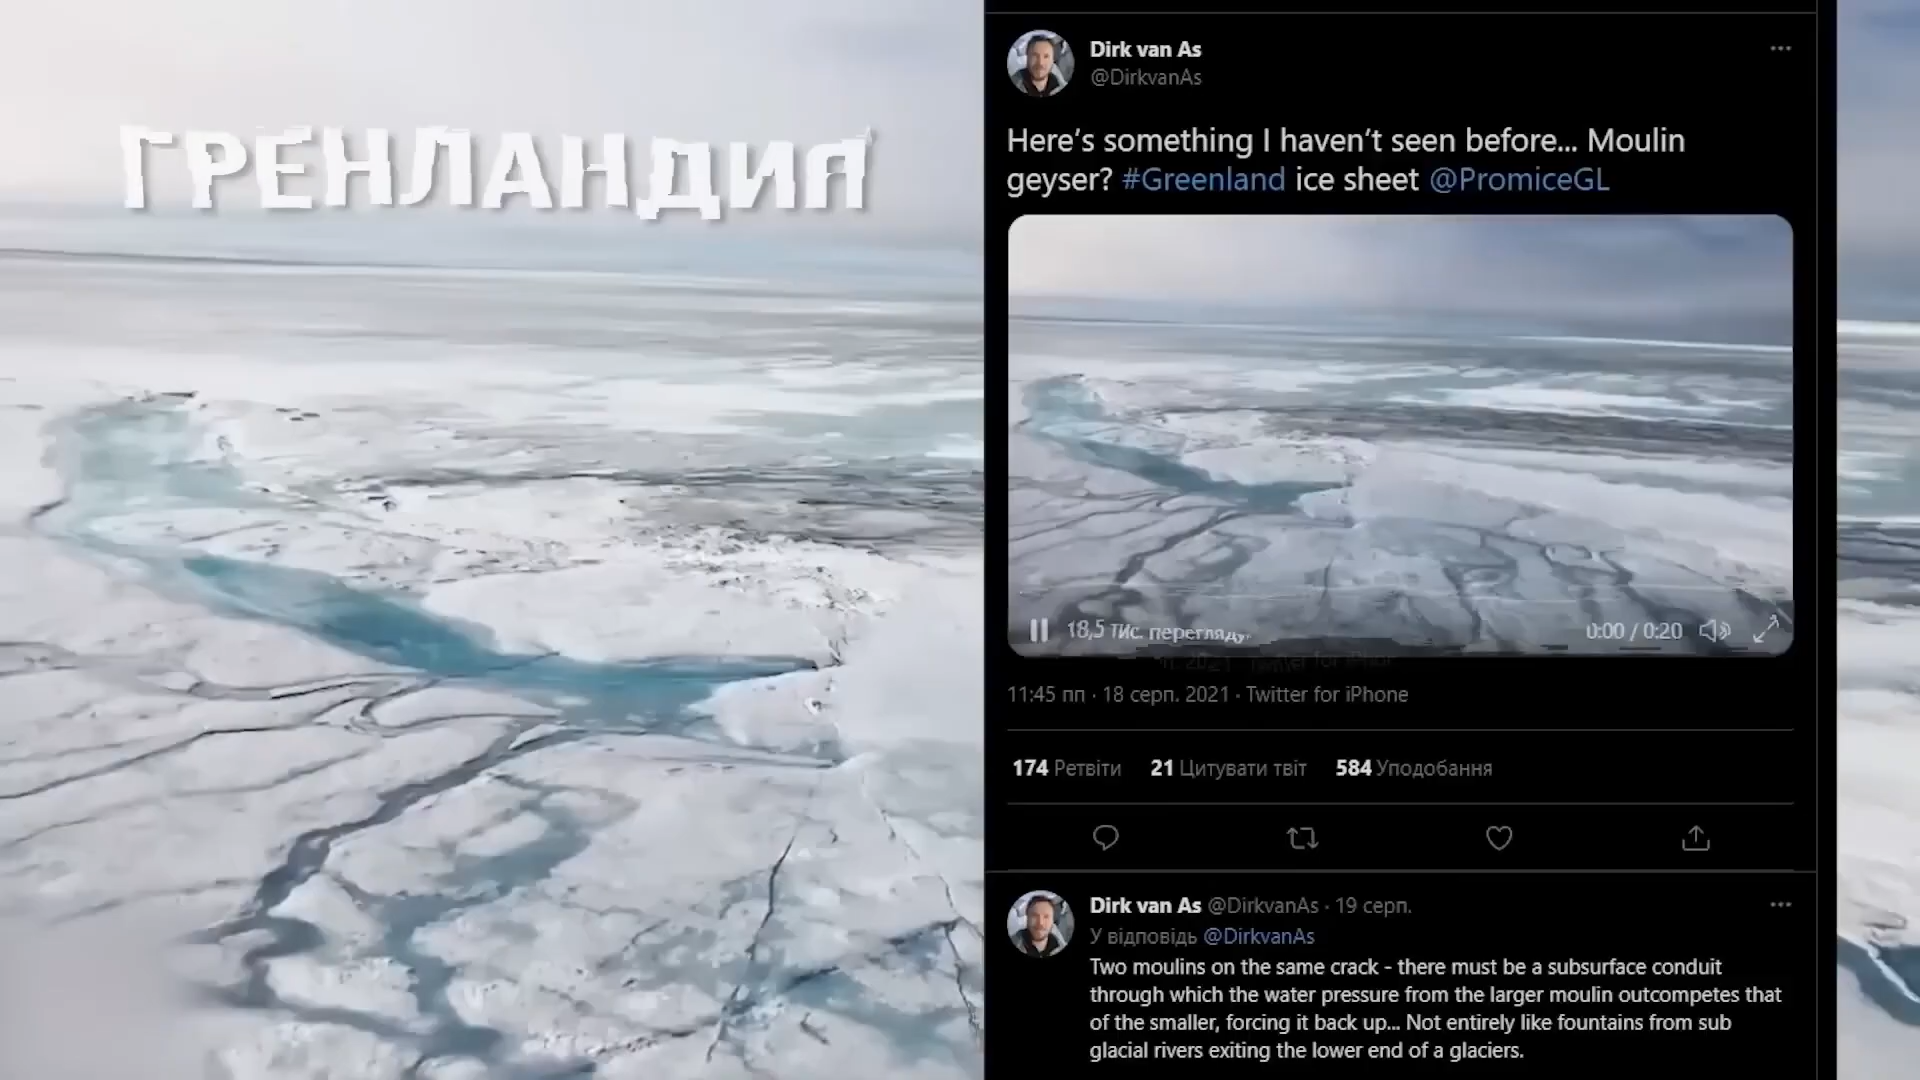 ГРЕНЛАНДИЯ
Dirk van As
@DirkvanAs
Here's something I haven't seen before... Moulin
geyser? #Greenland ice sheet @PromiceGL
18,5 тис. перегляду
0:00 / 0:20
11:45 пп · 18 серп. 2021 · Twitter for iPhone
174 Ретвіти 21 Цитувати твіт 584 Уподобання
Dirk van As @DirkvanAs · 19 серп.
У відповідь @DirkvanAs
Two moulins on the same crack - there must be a subsurface conduit
through which the water pressure from the larger moulin outcompetes that
of the smaller, forcing it back up... Not entirely like fountains from sub
glacial rivers exiting the lower end of a glaciers.